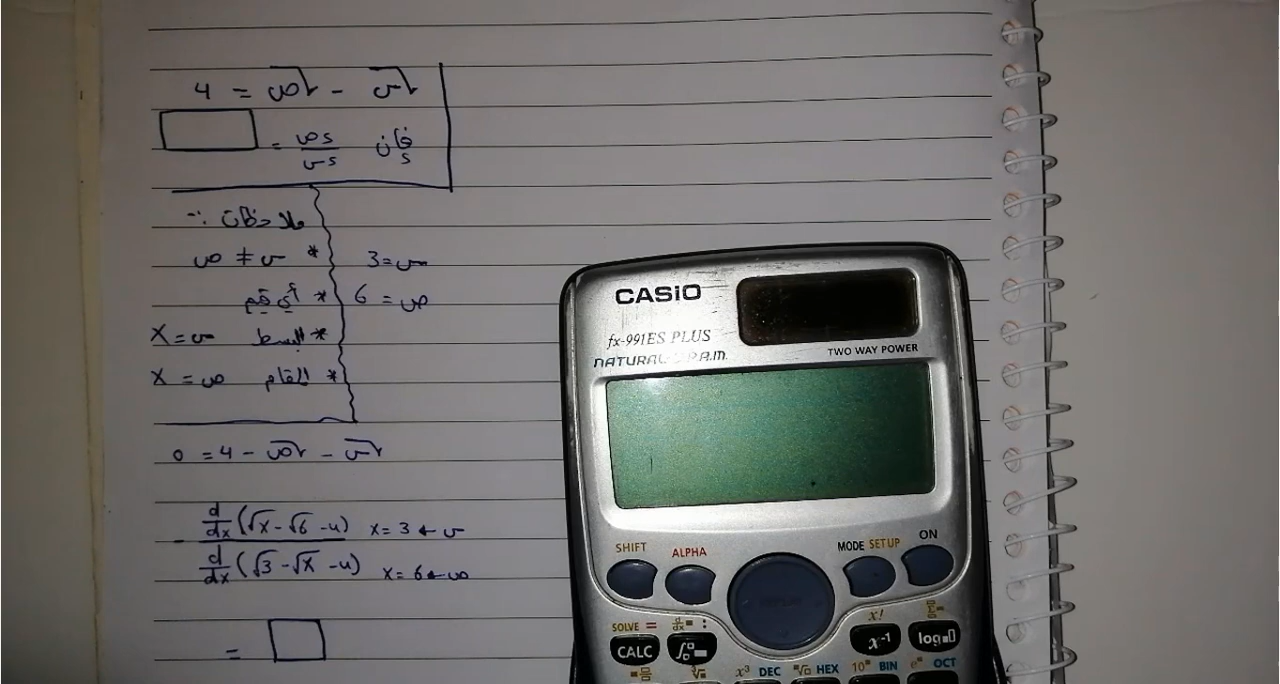 √س - √ص = 4
فإن دص/دس =
ملاحظات :-
* س ≠ ص
* أي قيم
* البسط س = X
* المقام ص = X
س = 3
ص = 6
√س - √ص - 4 = 0
- d/dx (√x - √6 - 4) x = 3 ← س
d/dx (√3 - √x - 4) x = 6 ← ص
=
CASIO
fx-991ES PLUS
NATURAL-V.P.A.M.
TWO WAY POWER
SHIFT ALPHA MODE SETUP ON
SOLVE = d/dx : x! Σ
CALC ∫ x⁻¹ log
x³ DEC HEX 10 BIN e OCT